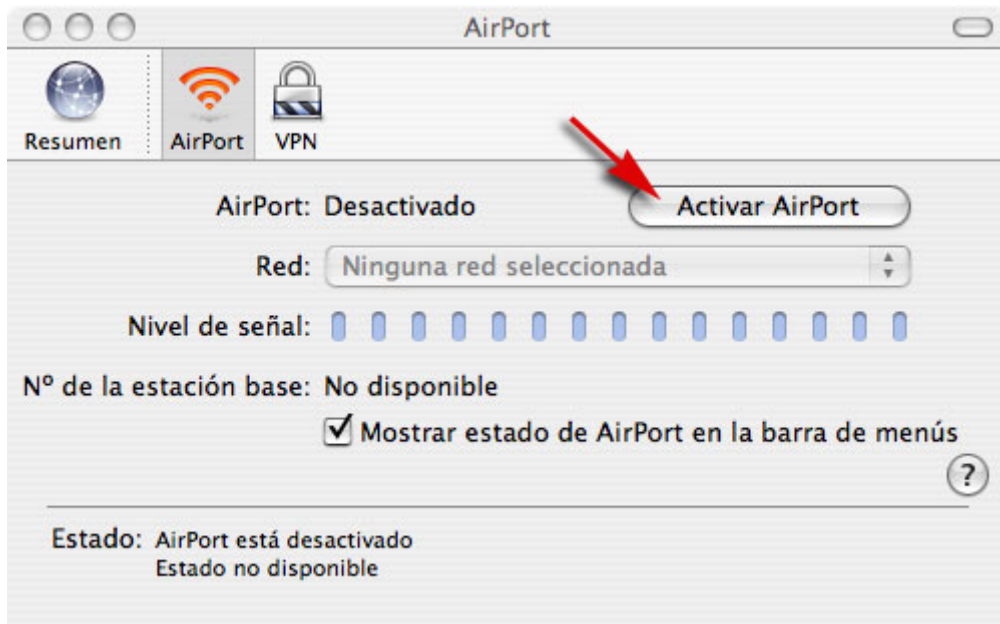 AirPort
Resumen
AirPort
VPN
AirPort: Desactivado
Activar AirPort
Red: Ninguna red seleccionada
Nivel de señal:
Nº de la estación base: No disponible
Mostrar estado de AirPort en la barra de menús
?
Estado: AirPort está desactivado
Estado no disponible